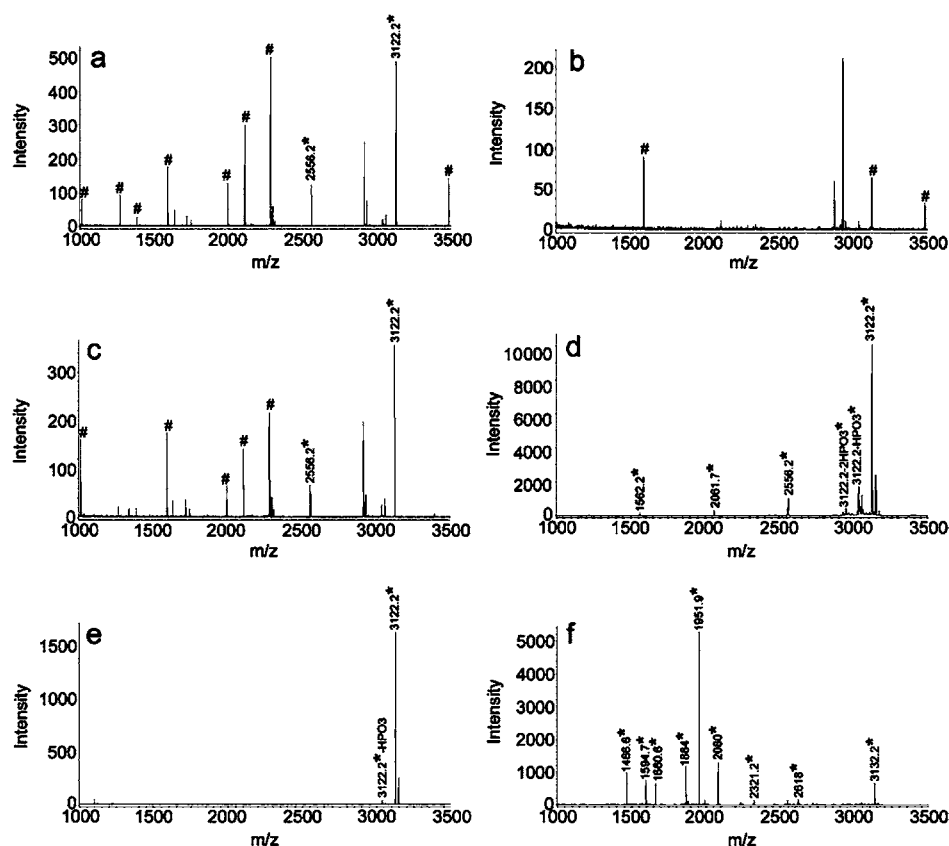 a
Intensity
500
400
300
200
100
0
# # # # # # # 2556.2* 3122.2* #
1000 1500 2000 2500 3000 3500
m/z
b
Intensity
200
150
100
50
0
# # #
1000 1500 2000 2500 3000 3500
m/z
c
Intensity
300
200
100
0
# # # # # 2556.2* 3122.2*
1000 1500 2000 2500 3000 3500
m/z
d
Intensity
10000
8000
6000
4000
2000
0
1562.2* 2061.7* 2556.2* 3122.2-2HPO3* 3122.2-HPO3* 3122.2*
1000 1500 2000 2500 3000 3500
m/z
e
Intensity
1500
1000
500
0
3122.2*-HPO3 3122.2*
1000 1500 2000 2500 3000 3500
m/z
f
Intensity
5000
4000
3000
2000
1000
0
1466.6* 1594.7* 1660.6* 1864* 1951.9* 2080* 2321.2* 2618* 3132.2*
1000 1500 2000 2500 3000 3500
m/z